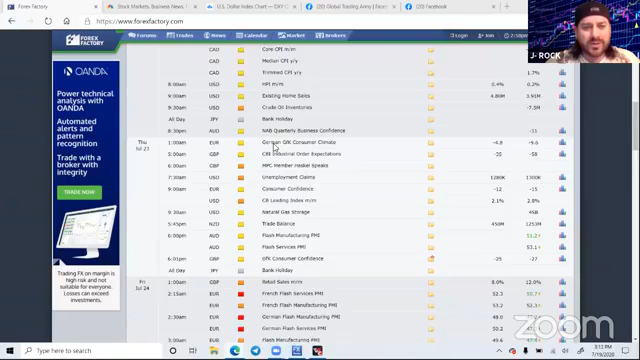 Forex Factory
Stock Markets, Business News,
U.S. Dollar Index Chart — DXY
(20) Global Trading Army | Face
(20) Facebook
https://www.forexfactory.com
FOREX FACTORY
Forums
Trades
News
Calendar
Market
Brokers
Login
Join
2:58pm
J- ROCK
OANDA
Power technical
analysis with
OANDA
Automated
alerts and
pattern
recognition
Trade with a
broker with
integrity
TRADE NOW
Trading FX on margin is
high risk and not
suitable for everyone.
Losses can exceed
investments.
CAD Core CPI m/m
CAD Median CPI y/y
CAD Trimmed CPI y/y 1.7%
8:00am USD HPI m/m 0.4% 0.2%
9:00am USD Existing Home Sales 4.80M 3.91M
9:30am USD Crude Oil Inventories -7.5M
All Day JPY Bank Holiday
8:30pm AUD NAB Quarterly Business Confidence -11
Thu
Jul 23
1:00am EUR German GfK Consumer Climate -4.8 -9.6
5:00am GBP CBI Industrial Order Expectations -35 -58
GBP MPC Member Haskel Speaks
7:30am USD Unemployment Claims 1280K 1300K
9:00am EUR Consumer Confidence -12 -15
USD CB Leading Index m/m 2.1% 2.8%
9:30am USD Natural Gas Storage 45B
5:45pm NZD Trade Balance 450M 1253M
6:00pm AUD Flash Manufacturing PMI 51.2
AUD Flash Services PMI 53.1
6:01pm GBP GfK Consumer Confidence -25 -27
All Day JPY Bank Holiday
Fri
Jul 24
1:00am GBP Retail Sales m/m 8.0% 12.0%
2:15am EUR French Flash Services PMI 52.3 50.7
EUR French Flash Manufacturing PMI
2:30am EUR German Flash Manufacturing PMI 48.0
EUR German Flash Services PMI 50.2
3:00am EUR Flash Manufacturing PMI
zoom
Type here to search
3:13 PM
7/19/2020